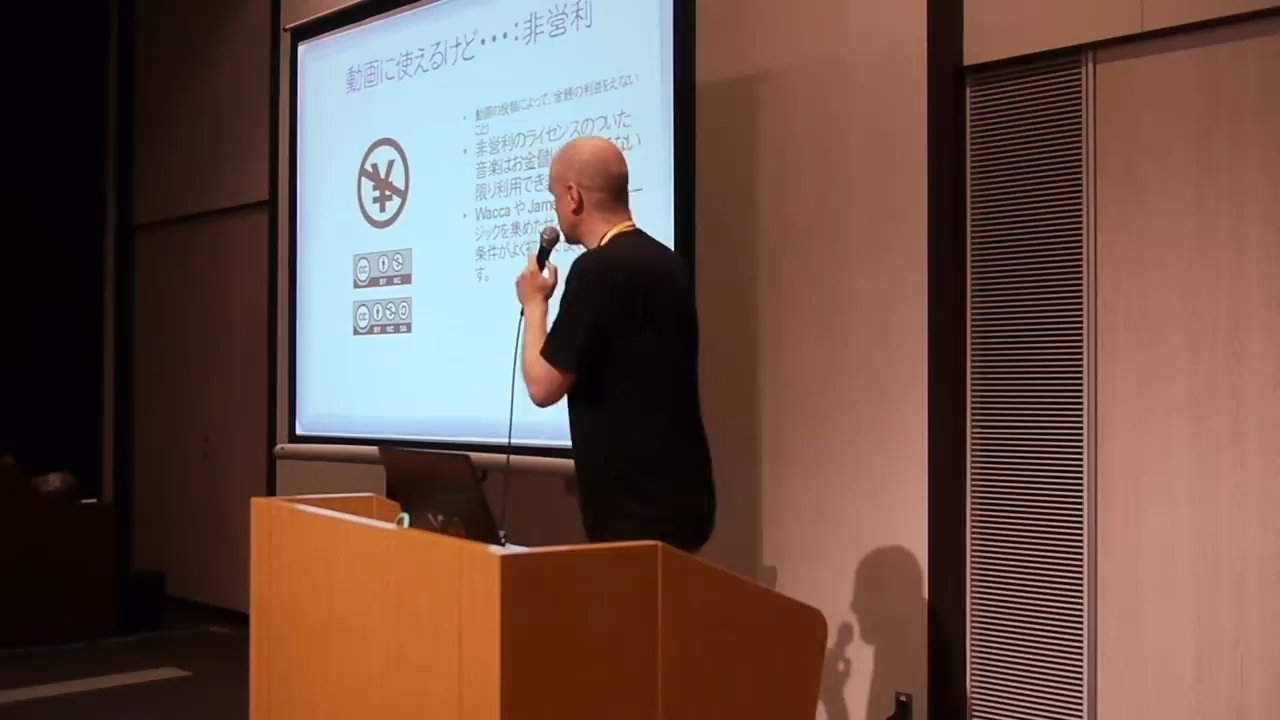 動画に使えるけど・・・:非営利
• 動画の投稿によって、金銭の利益をえない
こと
• 非営利のライセンスのついた
音楽はお金儲 ない
限り利用でき
• Wacca や Jam
ジックを集めた
条件がよく
す。
cc
BY NC
cc
BY NC SA